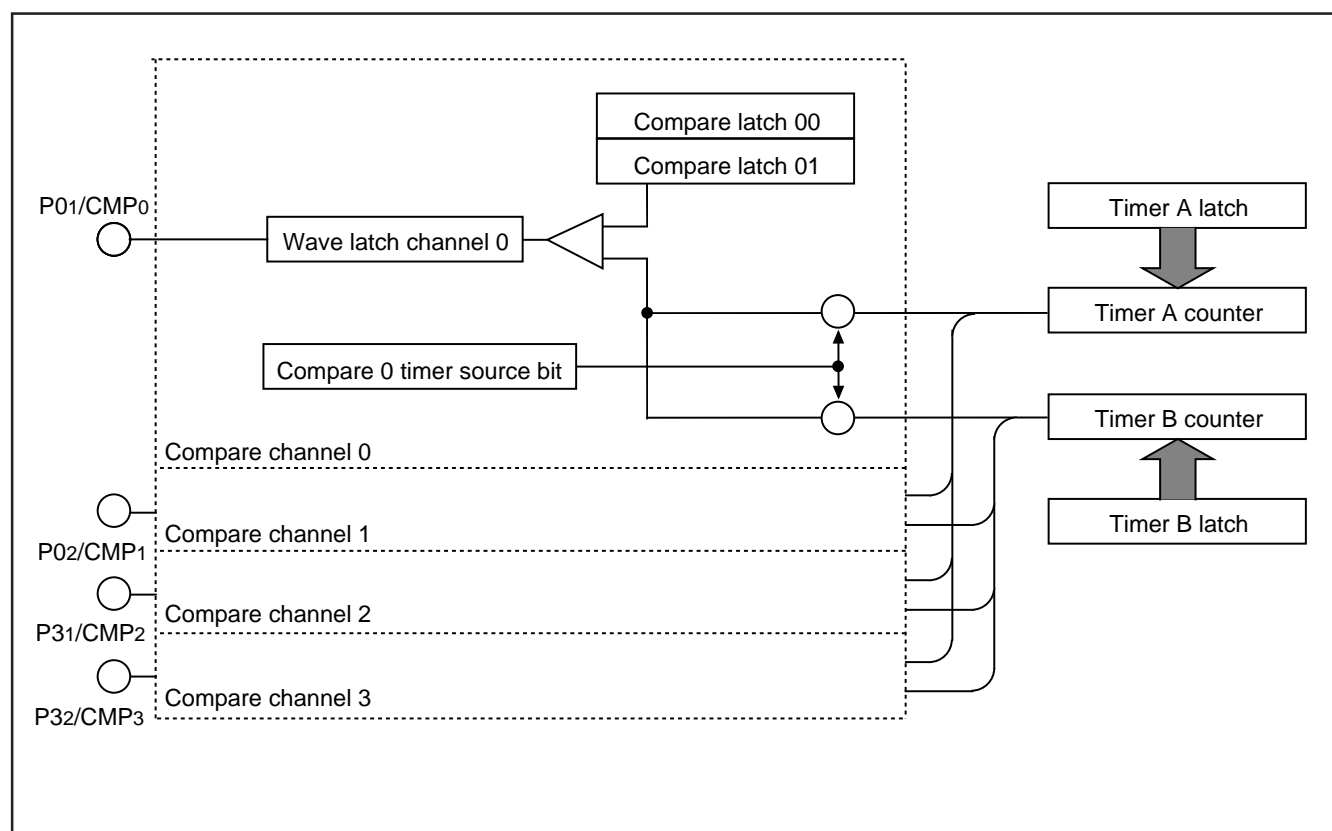 Compare latch 00
Compare latch 01
P01/CMP0
Wave latch channel 0
Timer A latch
Timer A counter
Compare 0 timer source bit
Timer B counter
Compare channel 0
Timer B latch
Compare channel 1
P02/CMP1
Compare channel 2
P31/CMP2
Compare channel 3
P32/CMP3